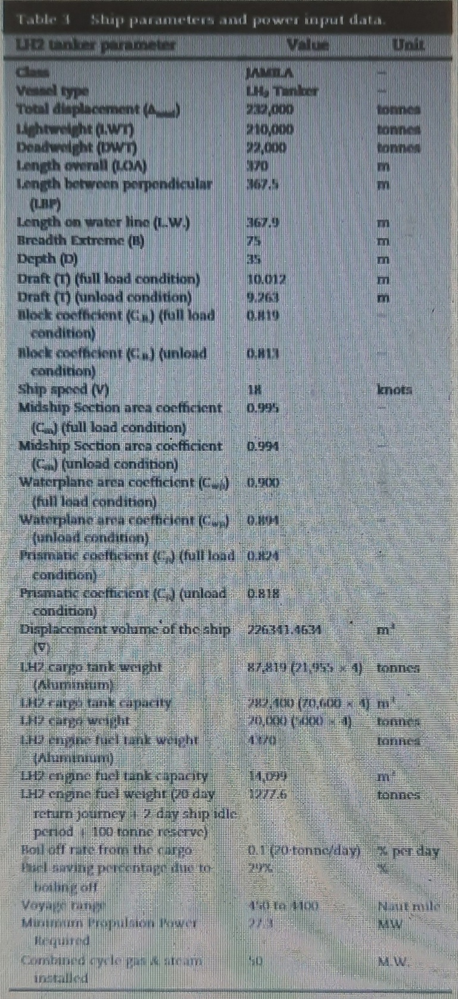 Table 3 Ship parameters and power input data.
LH2 tanker parameter Value Unit
Class JAMILA –
Vessel type LH₂ Tanker –
Total displacement 232,000 tonnes
Lightweight (LWT) 210,000 tonnes
Deadweight (DWT) 22,000 tonnes
Length overall (LOA) 370 m
Length between perpendicular 367.5 m
(LBP)
Length on water line (L.W.) 367.9 m
Breadth Extreme (B) 75 m
Depth (D) 35 m
Draft (T) (full load condition) 10.012 m
Draft (T) (unload condition) 9.263 m
Block coefficient (C_B) (full load 0.819 –
condition)
Block coefficient (C_B) (unload 0.813 –
condition)
Ship speed (V) 18 knots
Midship Section area coefficient 0.995 –
(C_m) (full load condition)
Midship Section area coefficient 0.994 –
(C_m) (unload condition)
Waterplane area coefficient (C_wp) 0.900 –
(full load condition)
Waterplane area coefficient (C_wp) 0.894 –
(unload condition)
Prismatic coefficient (C_p) (full load 0.824 –
condition)
Prismatic coefficient (C_p) (unload 0.818 –
condition)
Displacement volume of the ship 226341.4634 m³
(∇)
LH2 cargo tank weight 87,819 (21,955 × 4) tonnes
(Aluminium)
LH2 cargo tank capacity 282,400 (70,600 × 4) m³
LH2 cargo weight 20,000 (5000 × 4) tonnes
LH2 engine fuel tank weight 4370 tonnes
(Aluminium)
LH2 engine fuel tank capacity 14,099 m³
LH2 engine fuel weight (20 day 1277.6 tonnes
return journey + 2 day ship idle
period + 100 tonne reserve)
Boil off rate from the cargo 0.1 (20 tonne/day) % per day
Fuel saving percentage due to 29% %
boiling off
Voyage range 450 to 4400 Naut mile
Minimum Propulsion Power 27.3 MW
Required
Combined cycle gas & steam 50 M.W.
installed